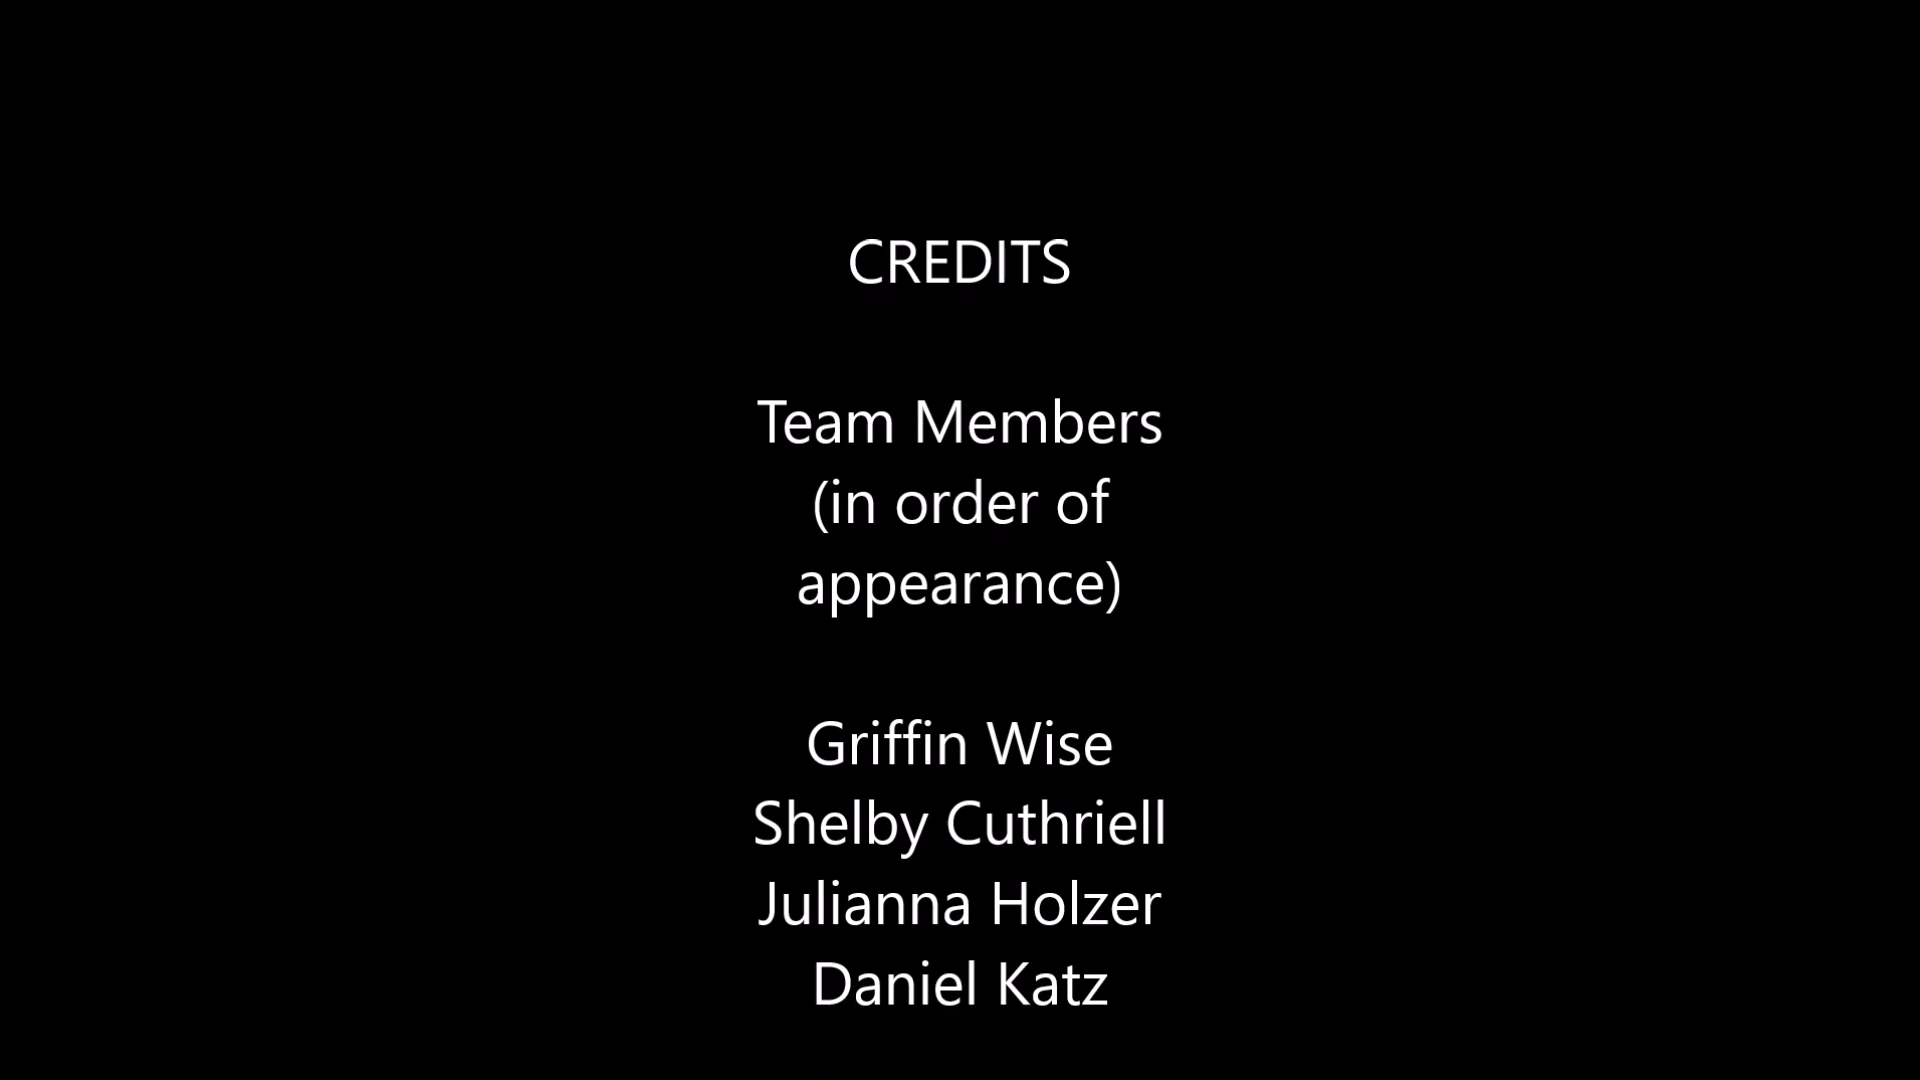 CREDITS
Team Members
(in order of
appearance)
Griffin Wise
Shelby Cuthriell
Julianna Holzer
Daniel Katz